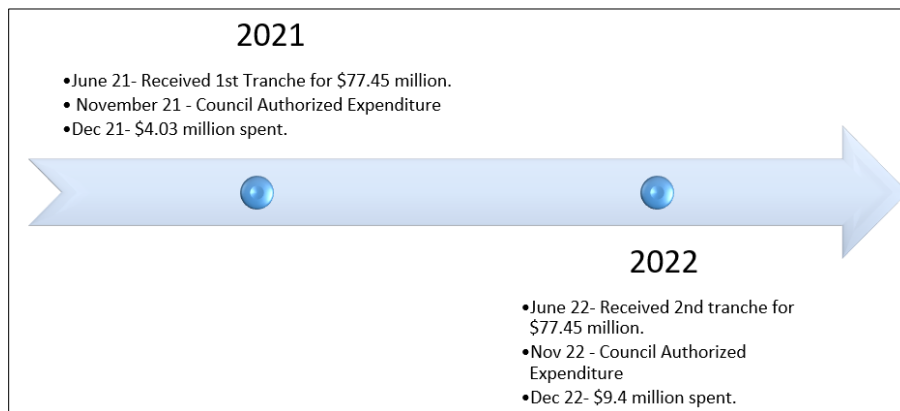 2021
•June 21- Received 1st Tranche for $77.45 million.
• November 21 - Council Authorized Expenditure
•Dec 21- $4.03 million spent.
2022
•June 22- Received 2nd tranche for
$77.45 million.
•Nov 22 - Council Authorized
Expenditure
•Dec 22- $9.4 million spent.